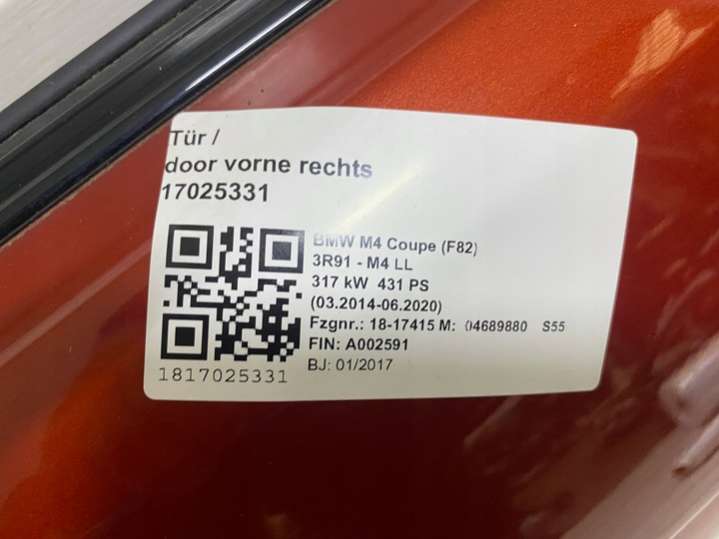 Tür /
door vorne rechts
17025331
BMW M4 Coupe (F82)
3R91 - M4 LL
317 kW 431 PS
(03.2014-06.2020)
Fzgnr.: 18-17415 M: 04689880 S55
FIN: A002591
BJ: 01/2017
1817025331